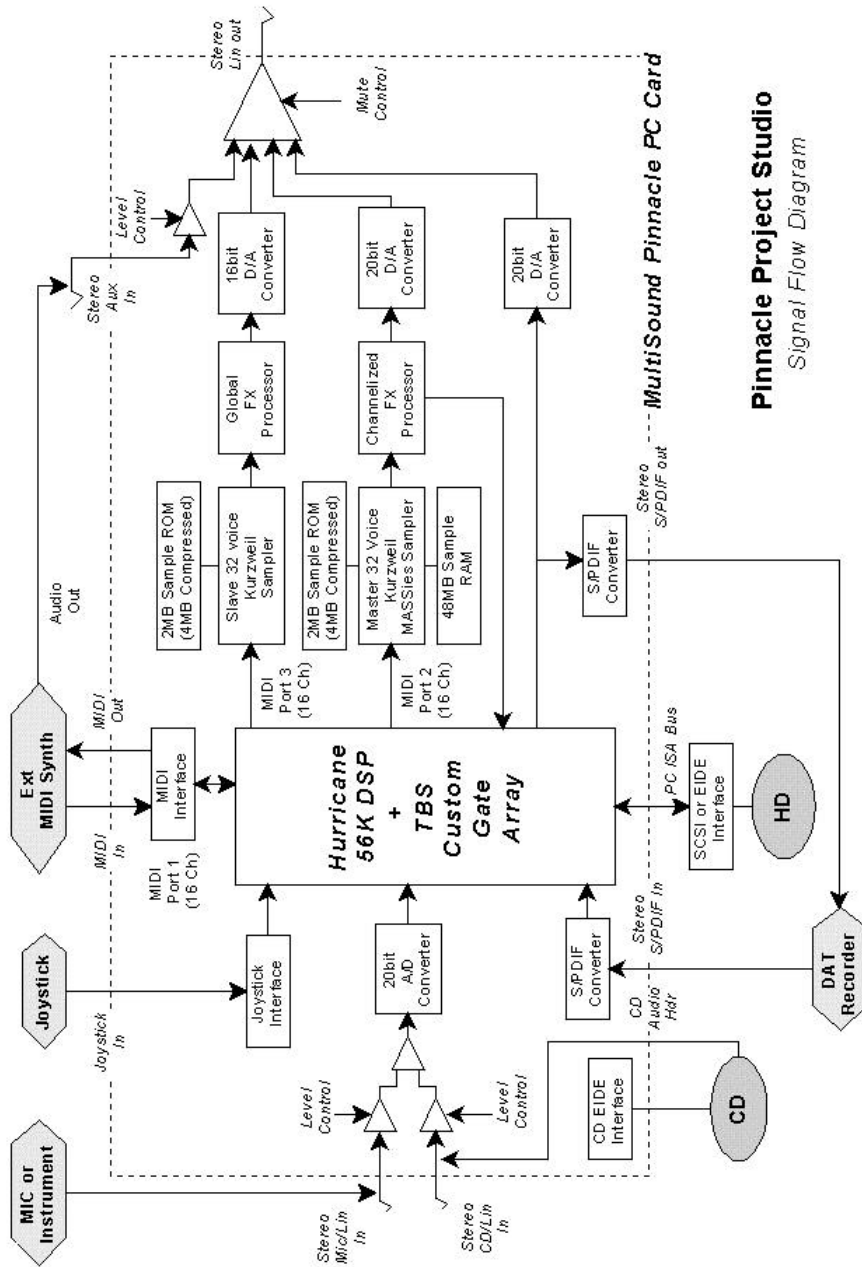 MIC or
Instrument
Joystick
Ext
MIDI Synth
Audio
Out
Stereo
Mic/Lin
In
Stereo
CD/Lin
In
Level
Control
Level
Control
Joystick
In
Joystick
Interface
20bit
A/D
Converter
S/PDIF
Converter
CD EIDE
Interface
CD
Audio
Hdr
Stereo
S/PDIF In
CD
DAT
Recorder
MIDI
In
MIDI
Out
MIDI
Port 1
(16 Ch)
MIDI
Interface
Hurricane
56K DSP
+
TBS
Custom
Gate
Array
PC ISA Bus
SCSI or EIDE
Interface
HD
MIDI
Port 3
(16 Ch)
MIDI
Port 2
(16 Ch)
2MB Sample ROM
(4MB Compressed)
Slave 32 voice
Kurzweil
Sampler
2MB Sample ROM
(4MB Compressed)
Master 32 Voice
Kurzweil
MASSies Sampler
48MB Sample
RAM
Global
FX
Processor
Channelized
FX
Processor
S/PDIF
Converter
Stereo
S/PDIF out
Stereo
Aux
In
Level
Control
16bit
D/A
Converter
20bit
D/A
Converter
20bit
D/A
Converter
Mute
Control
Stereo
Lin out
MultiSound Pinnacle PC Card
Pinnacle Project Studio
Signal Flow Diagram